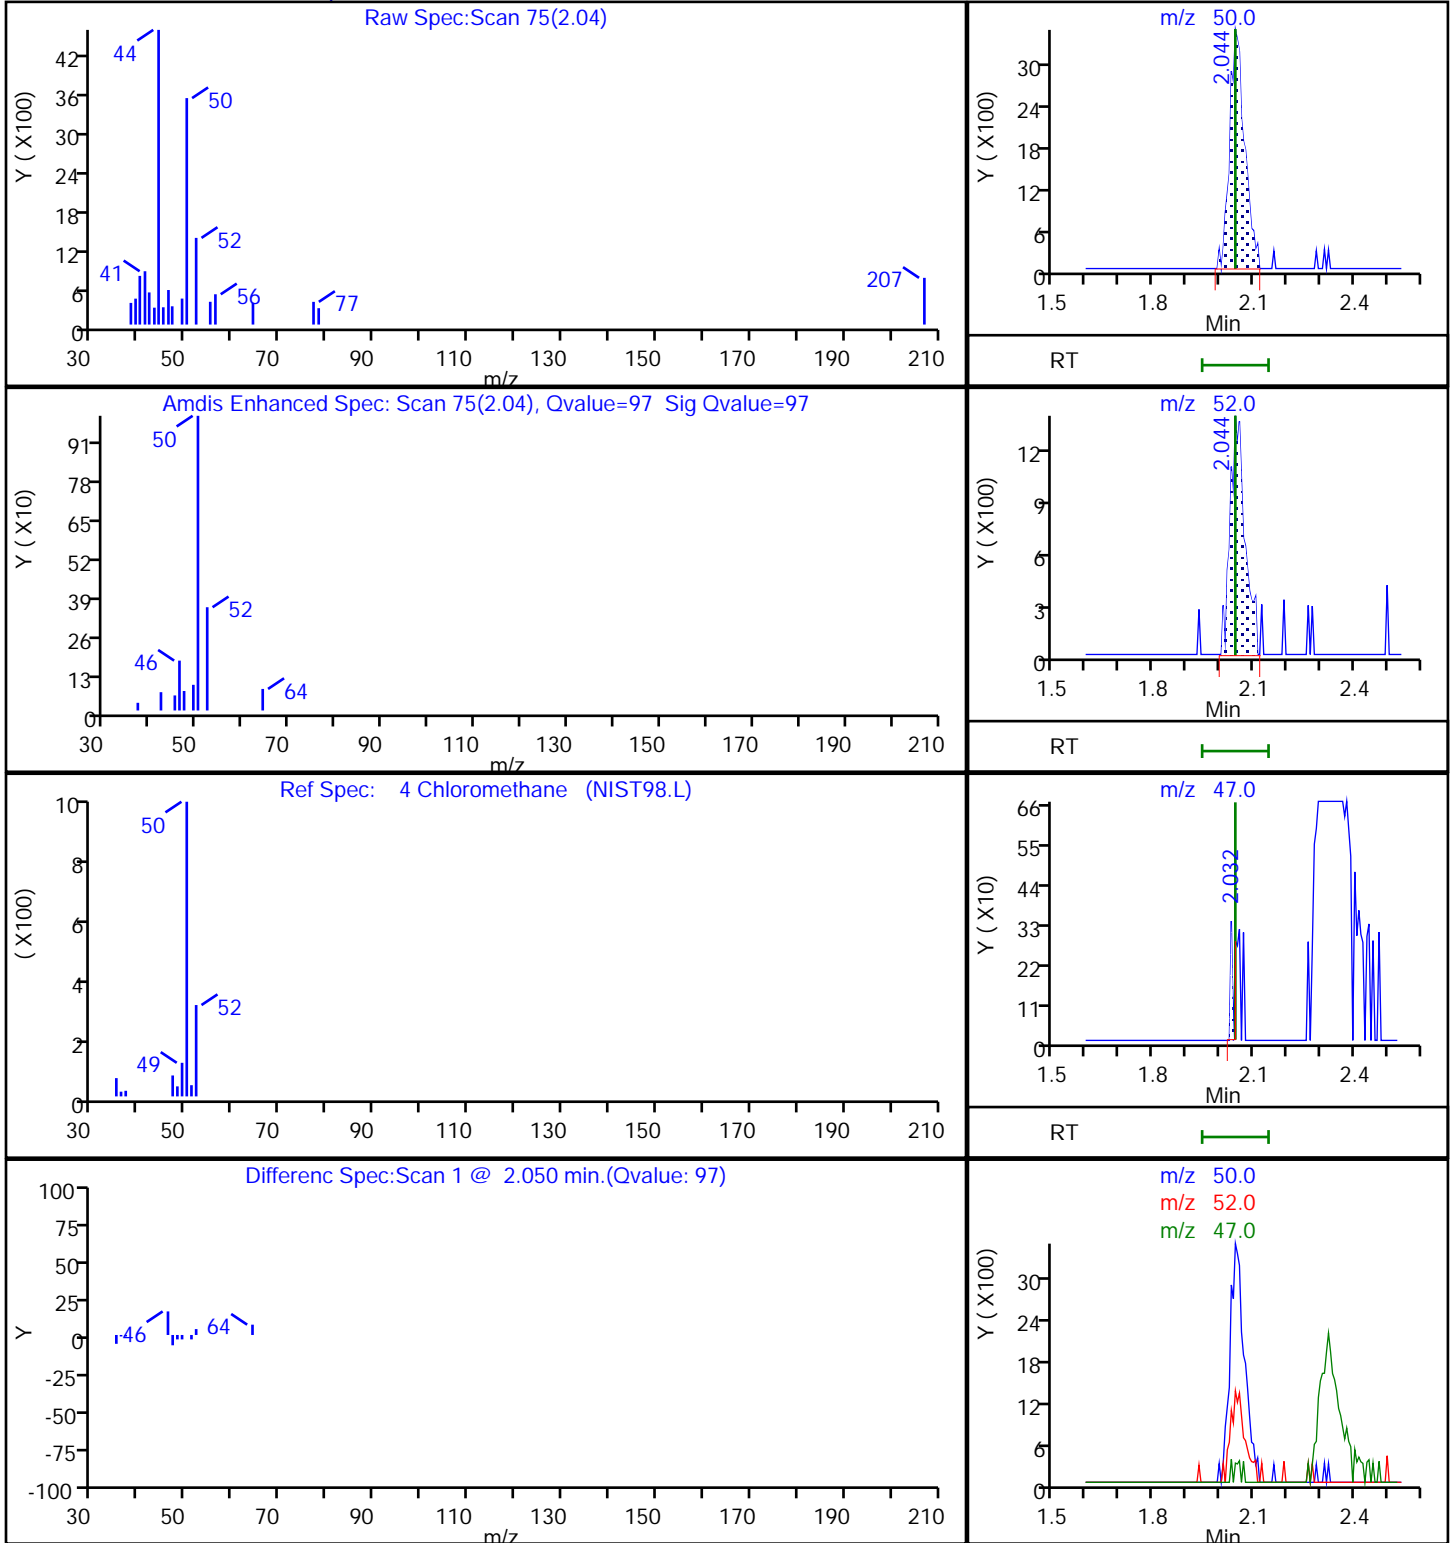 Raw Spec:Scan 75(2.04)
Y ( X100)
42
36
30
24
18
12
6
0
44
50
52
41
56
77
207
30 50 70 90 110 130 150 170 190 210
m/z
m/z 50.0
Y ( X100)
30
24
18
12
6
0
2.044
1.5 1.8 2.1 2.4
Min
RT
Amdis Enhanced Spec: Scan 75(2.04), Qvalue=97 Sig Qvalue=97
Y ( X10)
91
78
65
52
39
26
13
0
50
52
46
64
30 50 70 90 110 130 150 170 190 210
m/z
m/z 52.0
Y ( X100)
12
9
6
3
0
2.044
1.5 1.8 2.1 2.4
Min
RT
Ref Spec: 4 Chloromethane (NIST98.L)
( X100)
10
8
6
4
2
0
50
52
49
30 50 70 90 110 130 150 170 190 210
m/z 47.0
Y ( X10)
66
55
44
33
22
11
0
2.032
1.5 1.8 2.1 2.4
Min
RT
Differenc Spec:Scan 1 @ 2.050 min.(Qvalue: 97)
Y
100
75
50
25
0
-25
-50
-75
-100
46
64
30 50 70 90 110 130 150 170 190 210
m/z
m/z 50.0
m/z 52.0
m/z 47.0
Y ( X100)
30
24
18
12
6
0
1.5 1.8 2.1 2.4
Min